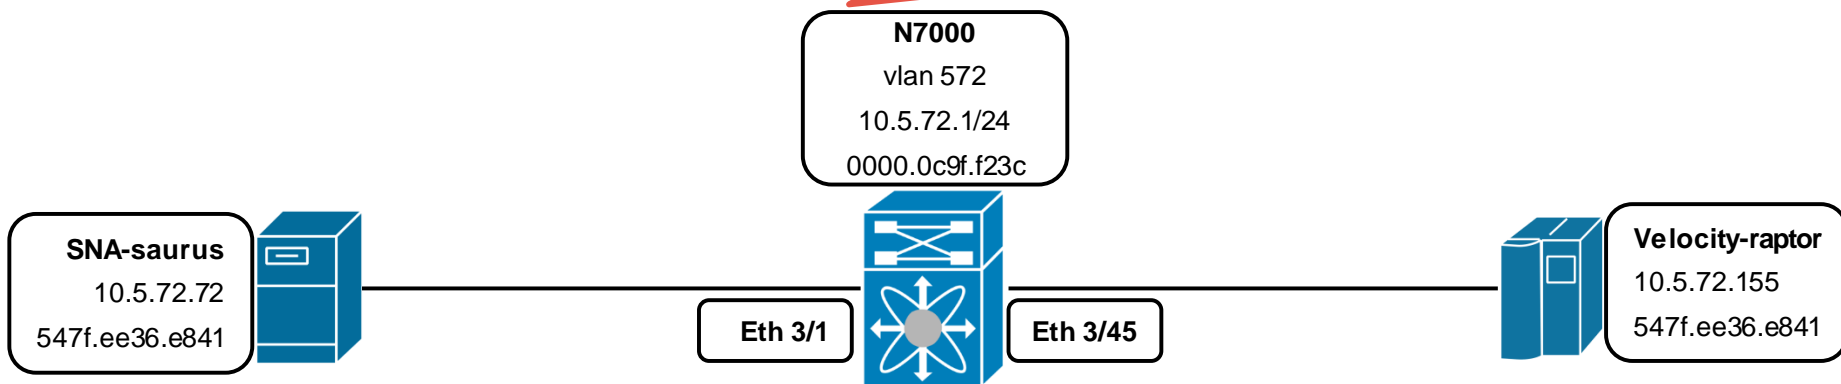 N7000
vlan 572
10.5.72.1/24
0000.0c9f.f23c
SNA-saurus
10.5.72.72
547f.ee36.e841
Eth 3/1
Eth 3/45
Velocity-raptor
10.5.72.155
547f.ee36.e841